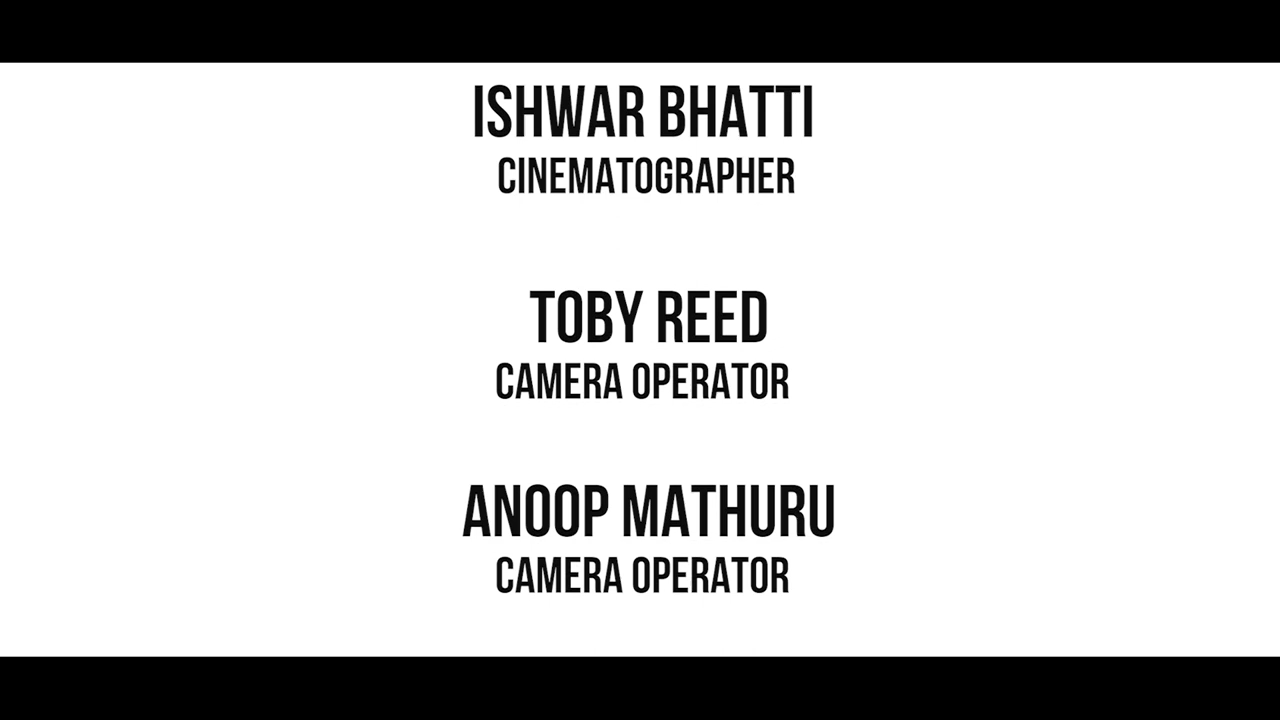 ISHWAR BHATTI
CINEMATOGRAPHER
TOBY REED
CAMERA OPERATOR
ANOOP MATHURU
CAMERA OPERATOR